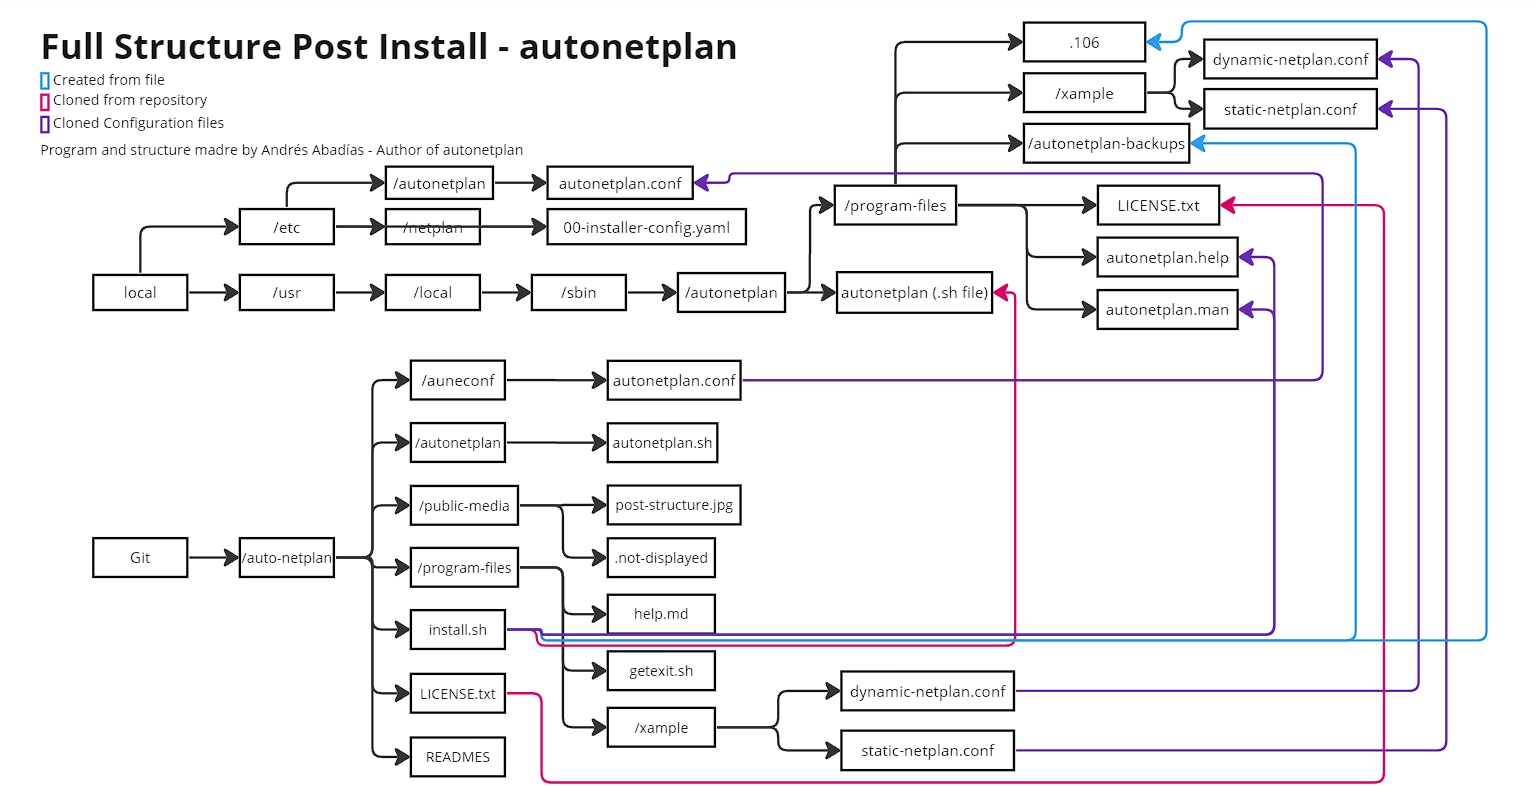 Full Structure Post Install - autonetplan
Created from file
Cloned from repository
Cloned Configuration files
Program and structure madre by Andrés Abadías - Author of autonetplan
.106
dynamic-netplan.conf
/xample
static-netplan.conf
/autonetplan-backups
/autonetplan
autonetplan.conf
/program-files
LICENSE.txt
/etc
/netplan
00-installer-config.yaml
autonetplan.help
local
/usr
/local
/sbin
/autonetplan
autonetplan (.sh file)
autonetplan.man
/auneconf
autonetplan.conf
/autonetplan
autonetplan.sh
/public-media
post-structure.jpg
Git
/auto-netplan
.not-displayed
/program-files
help.md
install.sh
getexit.sh
LICENSE.txt
dynamic-netplan.conf
/xample
static-netplan.conf
READMES